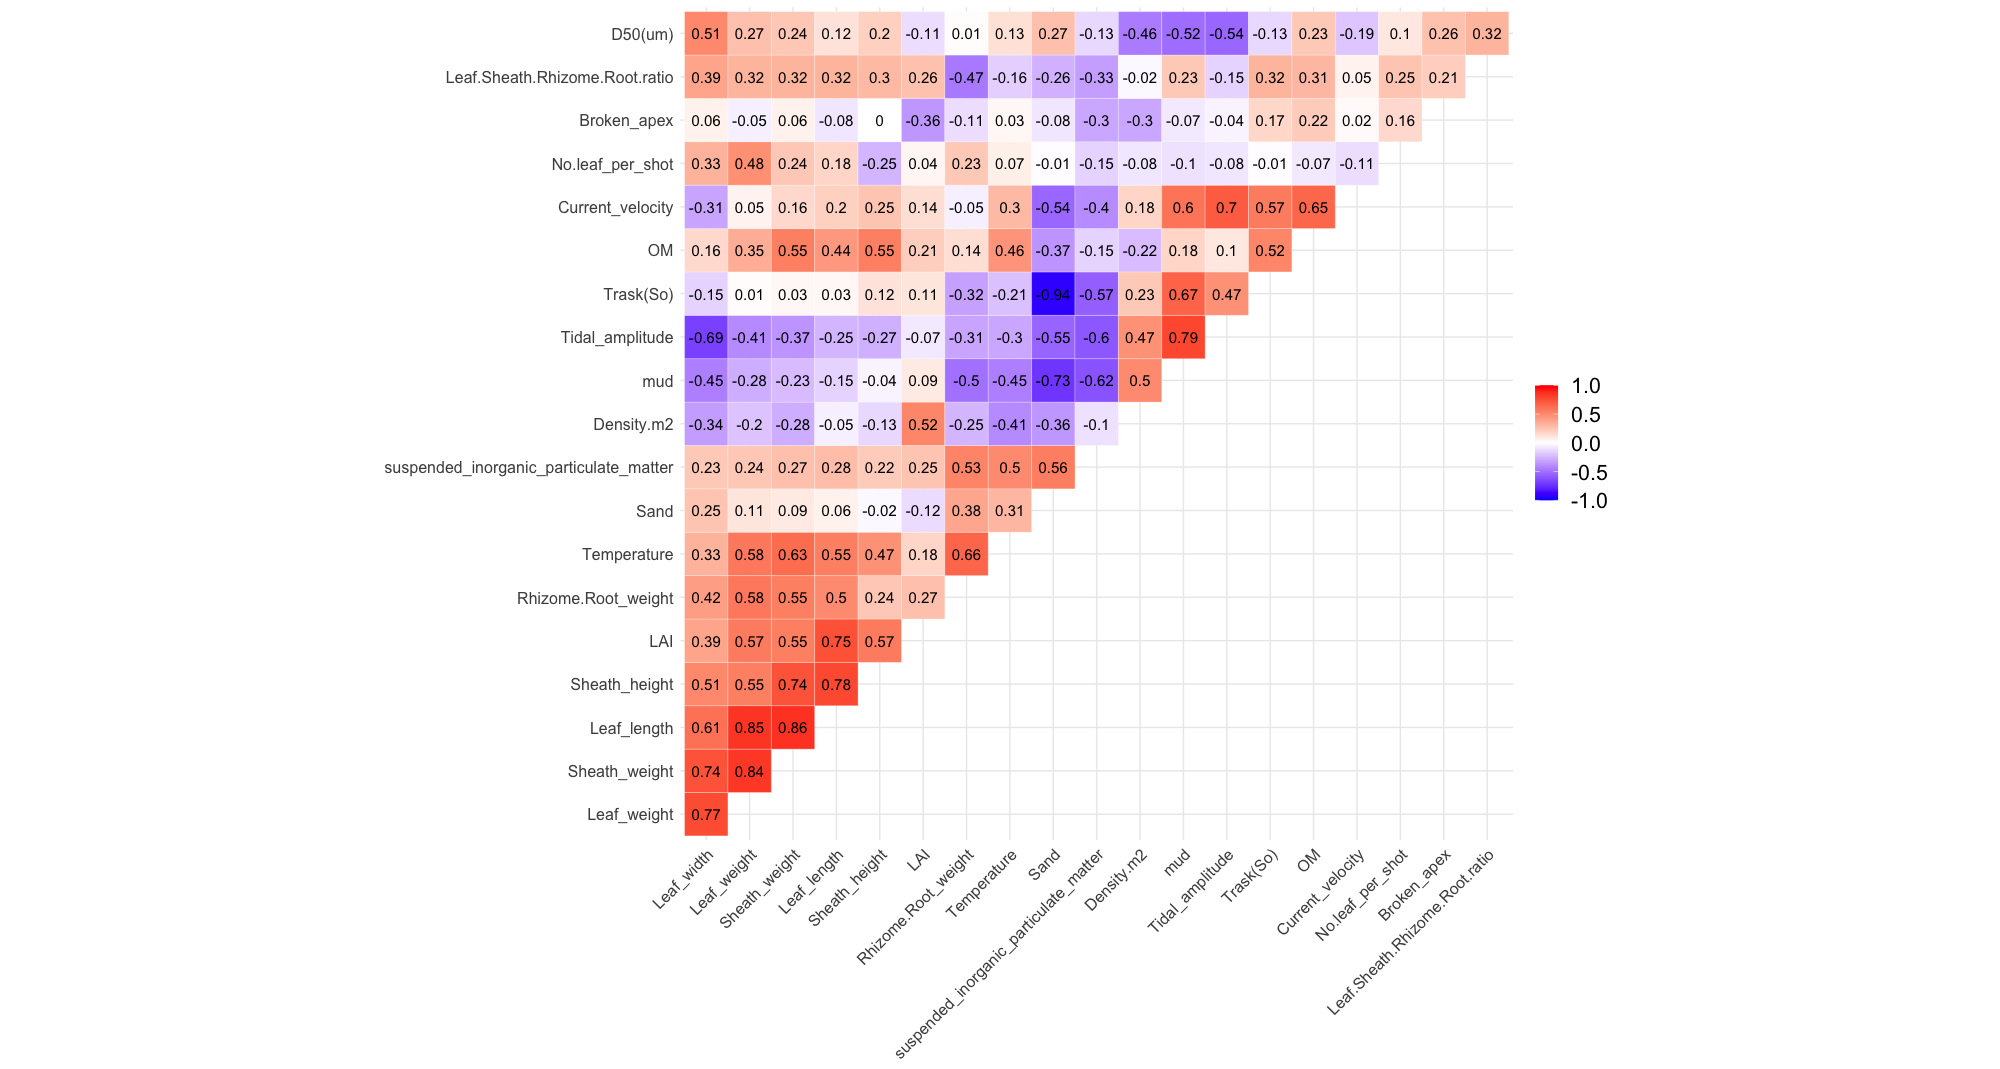 D50(um) 0.51 0.27 0.24 0.12 0.2 -0.11 0.01 0.13 0.27 -0.13 -0.46 -0.52 -0.54 -0.13 0.23 -0.19 0.1 0.26 0.32
Leaf.Sheath.Rhizome.Root.ratio 0.39 0.32 0.32 0.32 0.3 0.26 -0.47 -0.16 -0.26 -0.33 -0.02 0.23 -0.15 0.32 0.31 0.05 0.25 0.21
Broken_apex 0.06 -0.05 0.06 -0.08 0 -0.36 -0.11 0.03 -0.08 -0.3 -0.3 -0.07 -0.04 0.17 0.22 0.02 0.16
No.leaf_per_shot 0.33 0.48 0.24 0.18 -0.25 0.04 0.23 0.07 -0.01 -0.15 -0.08 -0.1 -0.08 -0.01 -0.07 -0.11
Current_velocity -0.31 0.05 0.16 0.2 0.25 0.14 -0.05 0.3 -0.54 -0.4 0.18 0.6 0.7 0.57 0.65
OM 0.16 0.35 0.55 0.44 0.55 0.21 0.14 0.46 -0.37 -0.15 -0.22 0.18 0.1 0.52
Trask(So) -0.15 0.01 0.03 0.03 0.12 0.11 -0.32 -0.21 -0.94 -0.57 0.23 0.67 0.47
Tidal_amplitude -0.69 -0.41 -0.37 -0.25 -0.27 -0.07 -0.31 -0.3 -0.55 -0.6 0.47 0.79
mud -0.45 -0.28 -0.23 -0.15 -0.04 0.09 -0.5 -0.45 -0.73 -0.62 0.5
Density.m2 -0.34 -0.2 -0.28 -0.05 -0.13 0.52 -0.25 -0.41 -0.36 -0.1
suspended_inorganic_particulate_matter 0.23 0.24 0.27 0.28 0.22 0.25 0.53 0.5 0.56
Sand 0.25 0.11 0.09 0.06 -0.02 -0.12 0.38 0.31
Temperature 0.33 0.58 0.63 0.55 0.47 0.18 0.66
Rhizome.Root_weight 0.42 0.58 0.55 0.5 0.24 0.27
LAI 0.39 0.57 0.55 0.75 0.57
Sheath_height 0.51 0.55 0.74 0.78
Leaf_length 0.61 0.85 0.86
Sheath_weight 0.74 0.84
Leaf_weight 0.77
Leaf_width
Leaf_weight
Sheath_weight
Leaf_length
Sheath_height
LAI
Rhizome.Root_weight
Temperature
Sand
suspended_inorganic_particulate_matter
Density.m2
mud
Tidal_amplitude
Trask(So)
OM
Current_velocity
No.leaf_per_shot
Broken_apex
Leaf.Sheath.Rhizome.Root.ratio
1.0
0.5
0.0
-0.5
-1.0